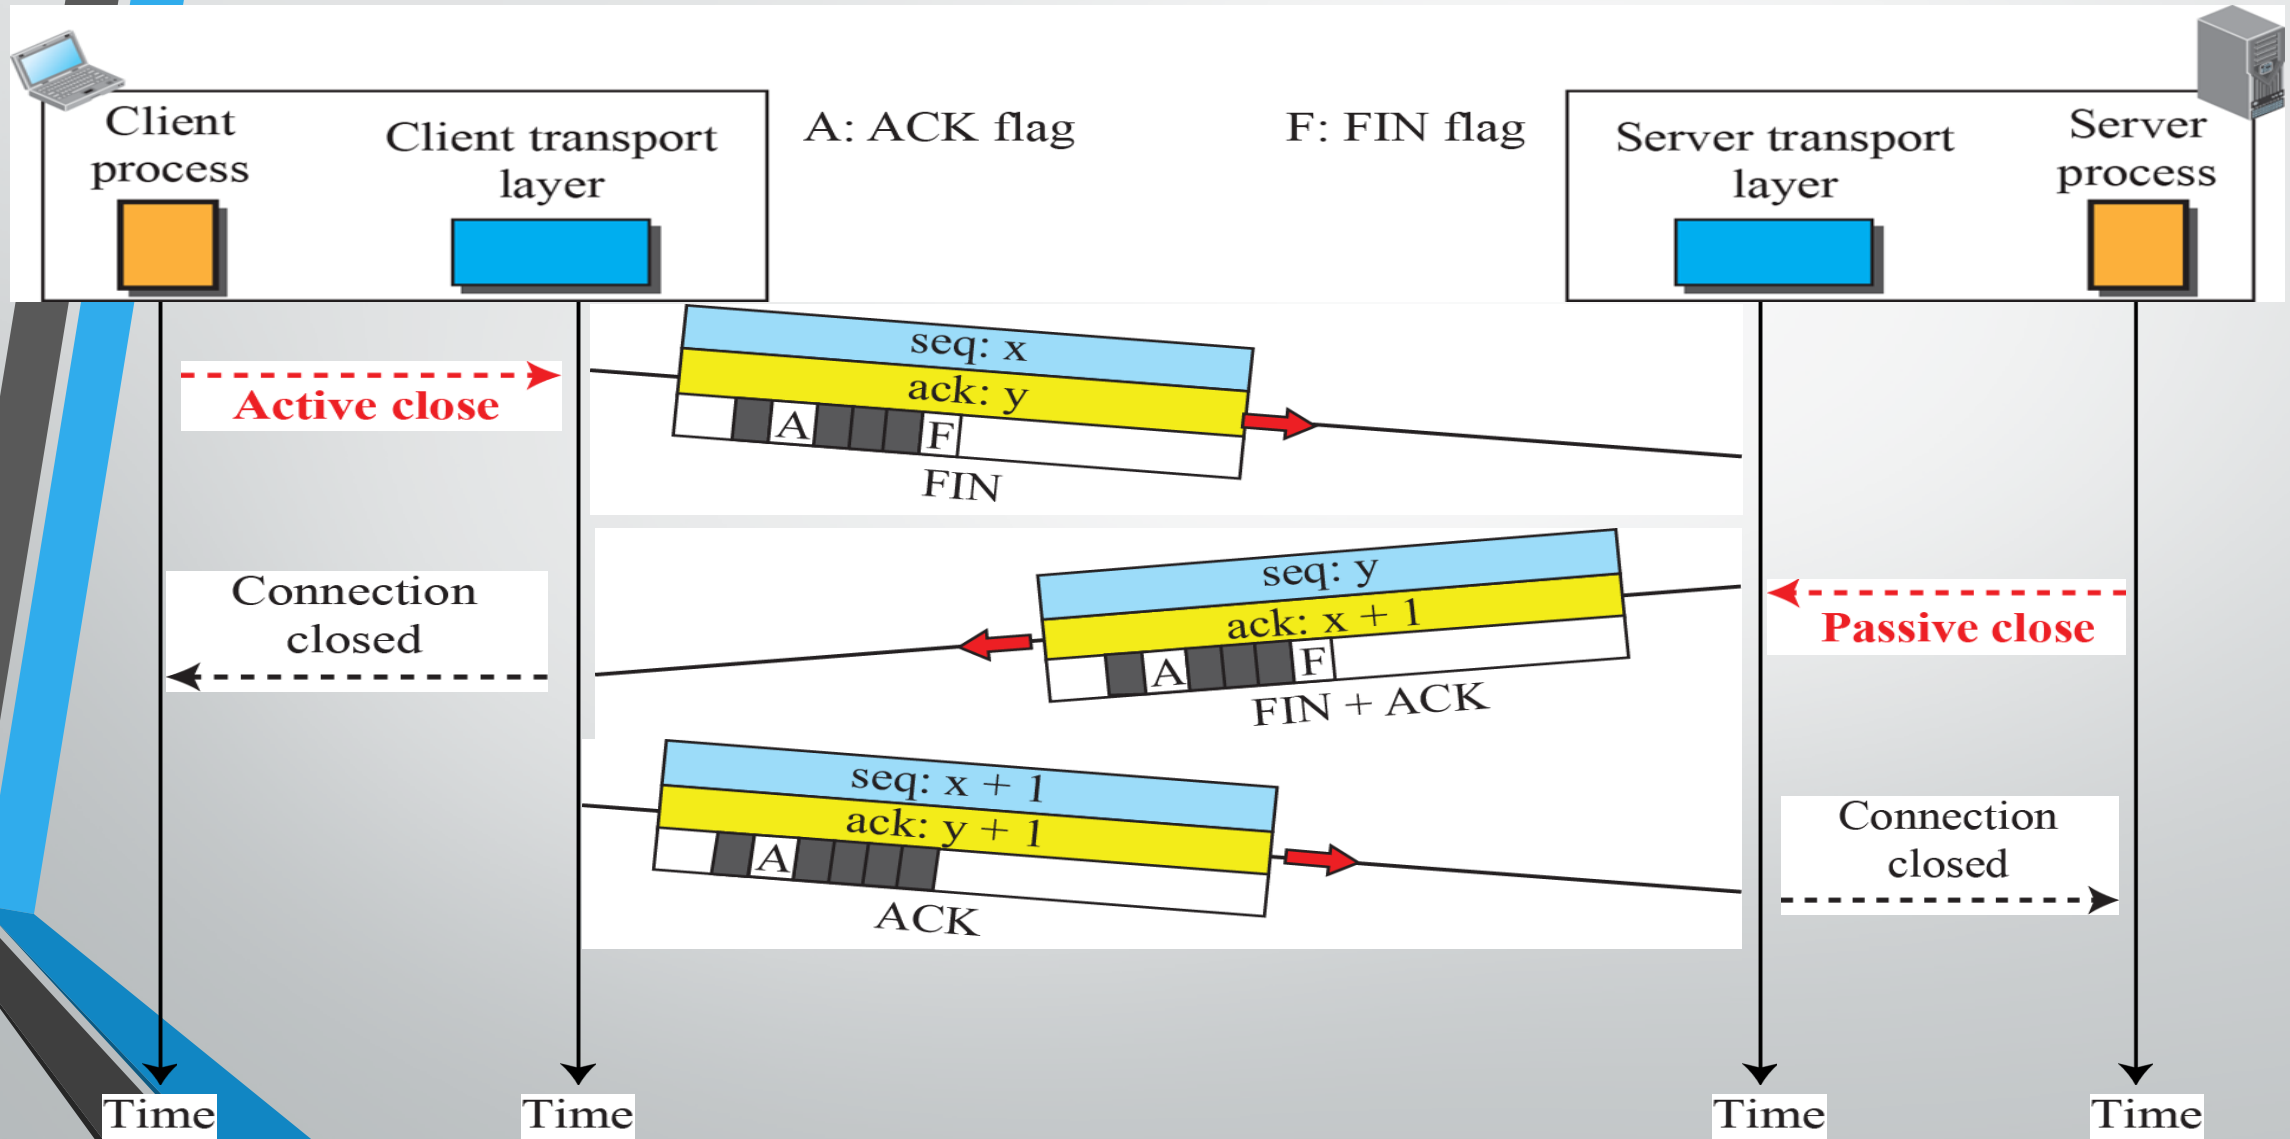 Client
process
Client transport
layer
A: ACK flag
F: FIN flag
Server transport
layer
Server
process
seq: x
ack: y
A
F
FIN
Active close
seq: y
ack: x + 1
A
F
FIN + ACK
Connection
closed
Passive close
seq: x + 1
ack: y + 1
A
ACK
Connection
closed
Time
Time
Time
Time